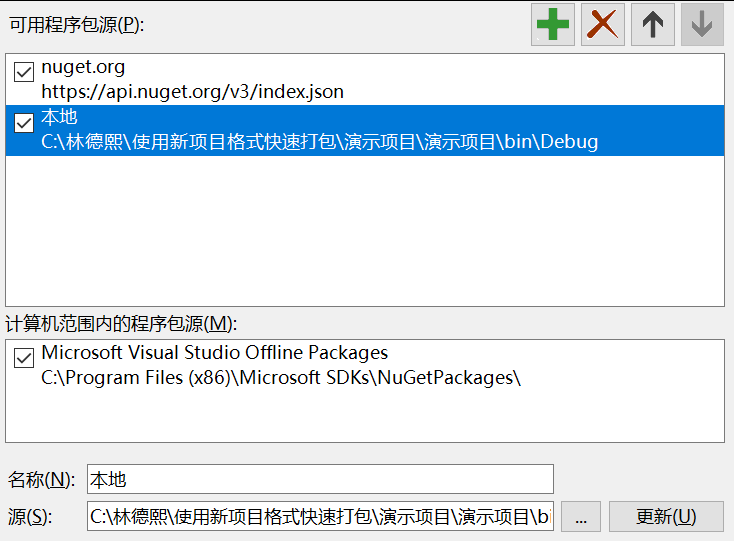 可用程序包源(P):
nuget.org
https://api.nuget.org/v3/index.json
本地
C:\林德熙\使用新项目格式快速打包\演示项目\演示项目\bin\Debug
计算机范围内的程序包源(M):
Microsoft Visual Studio Offline Packages
C:\Program Files (x86)\Microsoft SDKs\NuGetPackages\
名称(N): 本地
源(S): C:\林德熙\使用新项目格式快速打包\演示项目\演示项目\bi ... 更新(U)